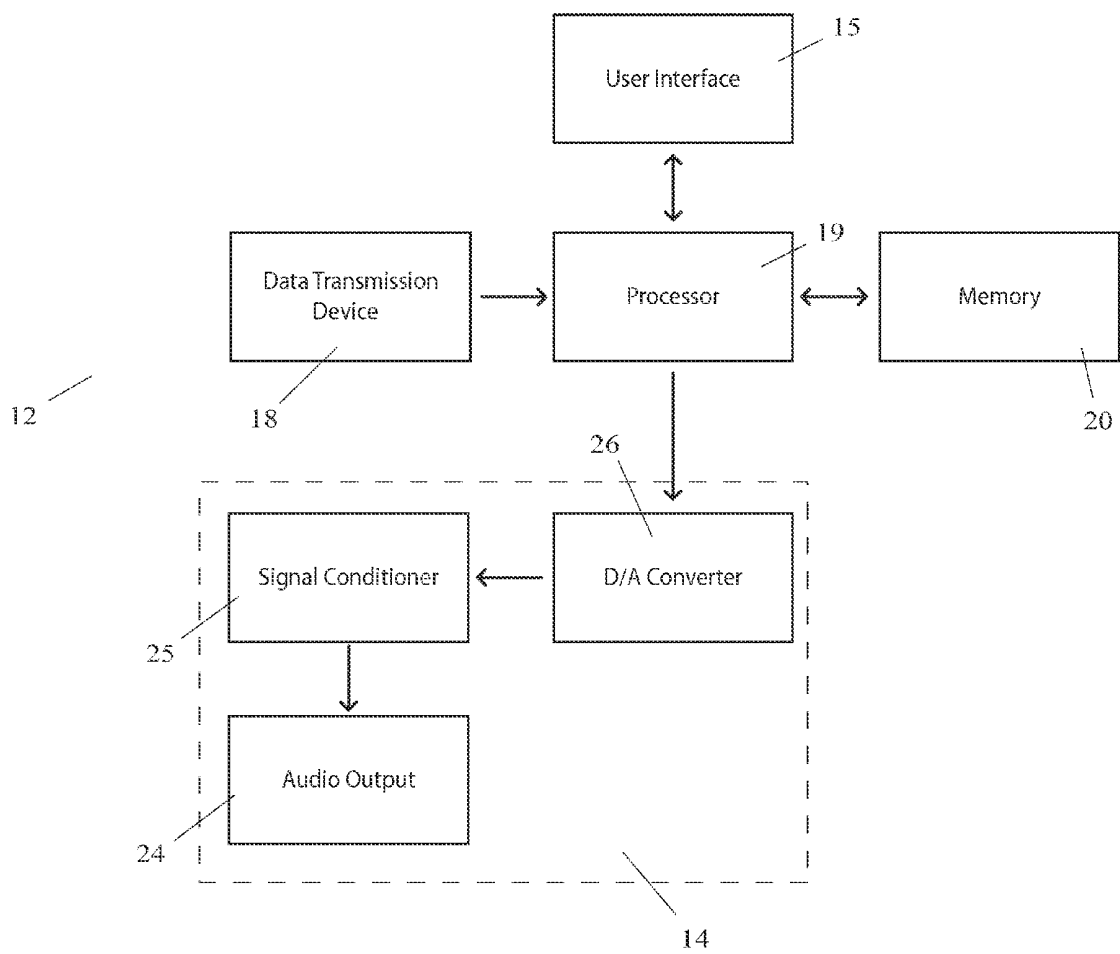 15
User Interface
19
Data Transmission
Device
Processor
Memory
12
18
20
26
Signal Conditioner
D/A Converter
25
Audio Output
24
14